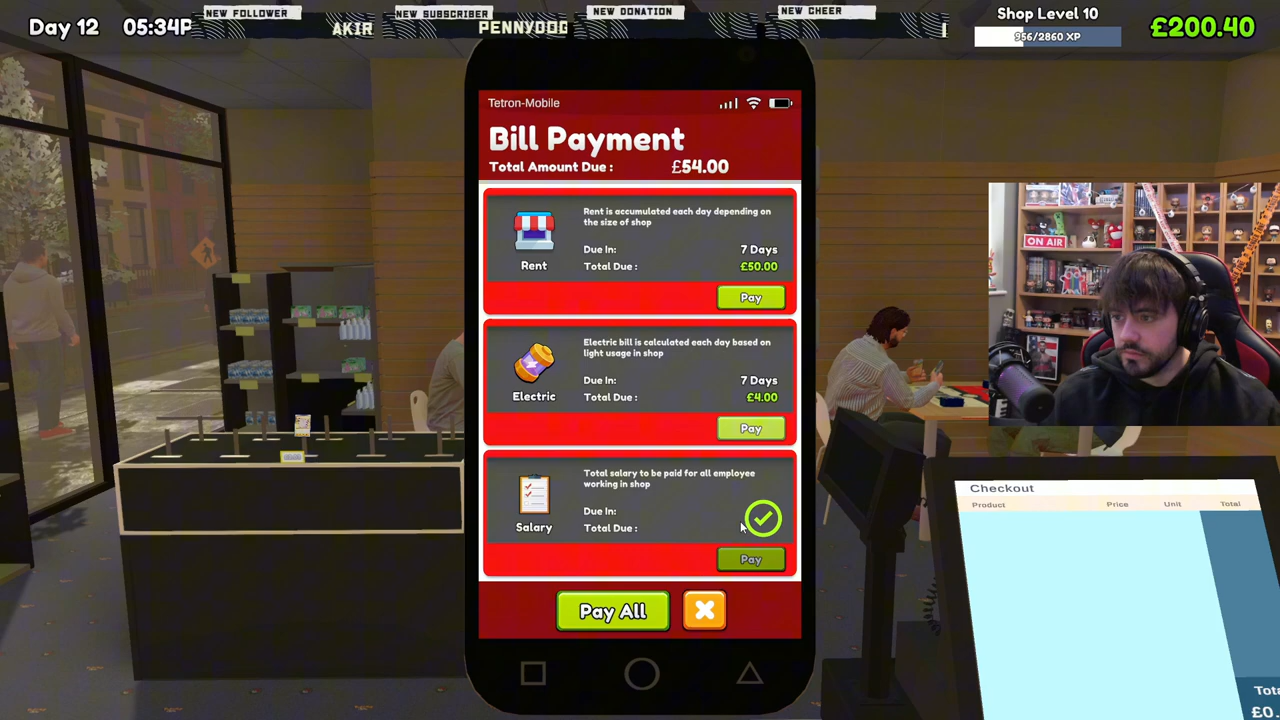 Day 12 05:34P
NEW FOLLOWER
AKIR
NEW SUBSCRIBER
PENNYDOG
NEW DONATION
NEW CHEER
Shop Level 10
956/2860 XP
£200.40
Tetron-Mobile
Bill Payment
Total Amount Due : £54.00
Rent is accumulated each day depending on
the size of shop
Due In: 7 Days
Rent
Total Due : £50.00
Pay
Electric bill is calculated each day based on
light usage in shop
Due In: 7 Days
Electric
Total Due : £4.00
Pay
Total salary to be paid for all employee
working in shop
Due In:
Salary
Total Due :
Pay
Pay All
ON AIR
Checkout
Product Price Unit Total
Tota
£0.